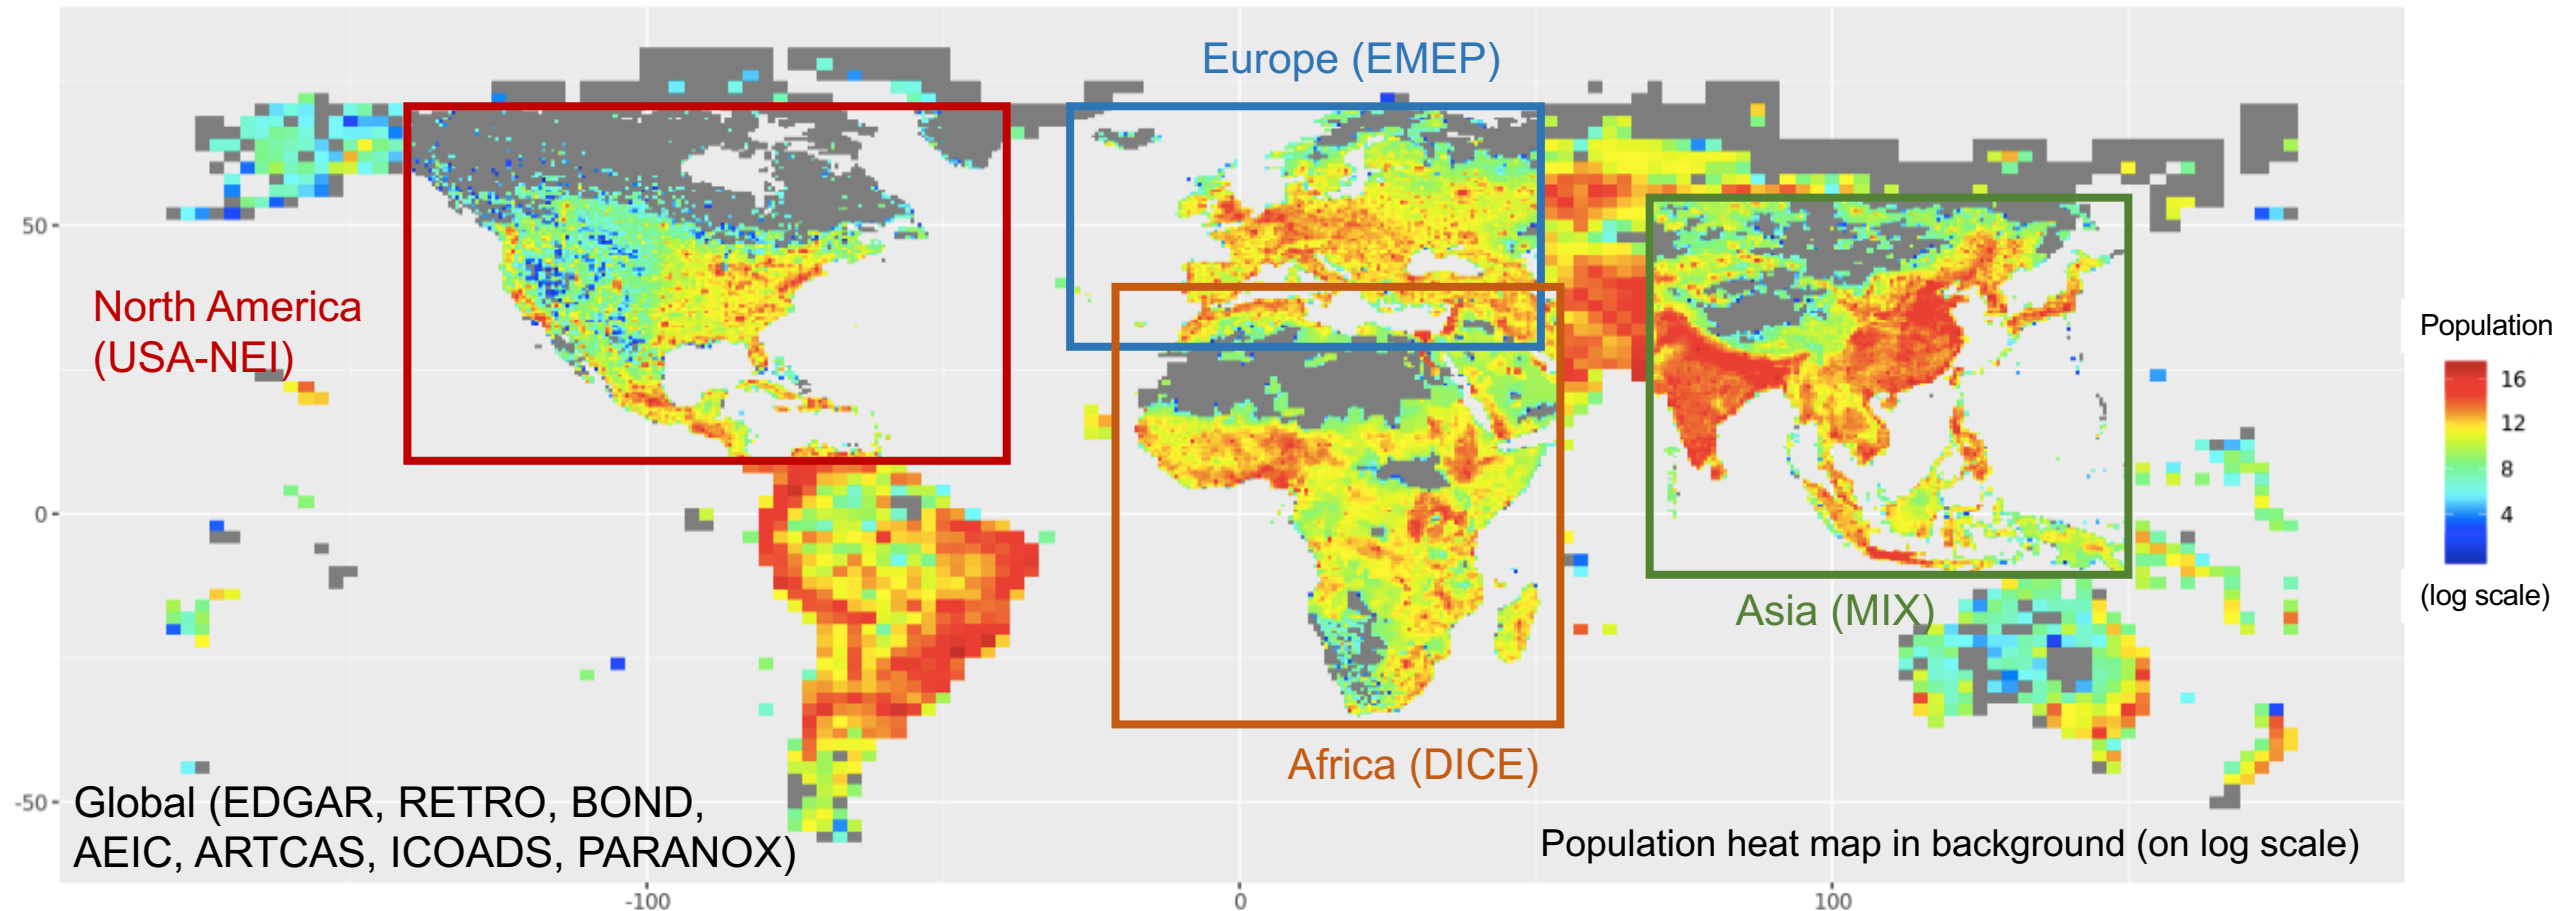 Europe (EMEP)
North America
(USA-NEI)
Africa (DICE)
Asia (MIX)
Global (EDGAR, RETRO, BOND,
AEIC, ARTCAS, ICOADS, PARANOX)
Population heat map in background (on log scale)
50
0
-50
-100
0
100
Population
16
12
8
4
(log scale)